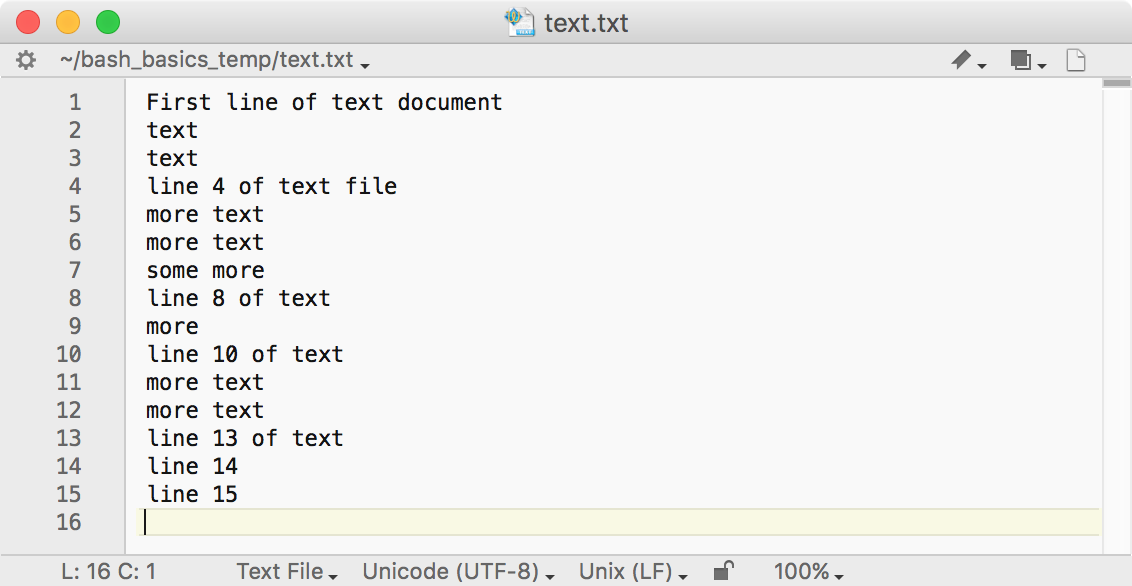 text.txt
~/bash_basics_temp/text.txt
1 First line of text document
2 text
3 text
4 line 4 of text file
5 more text
6 more text
7 some more
8 line 8 of text
9 more
10 line 10 of text
11 more text
12 more text
13 line 13 of text
14 line 14
15 line 15
16
L: 16 C: 1 Text File Unicode (UTF-8) Unix (LF) 100%